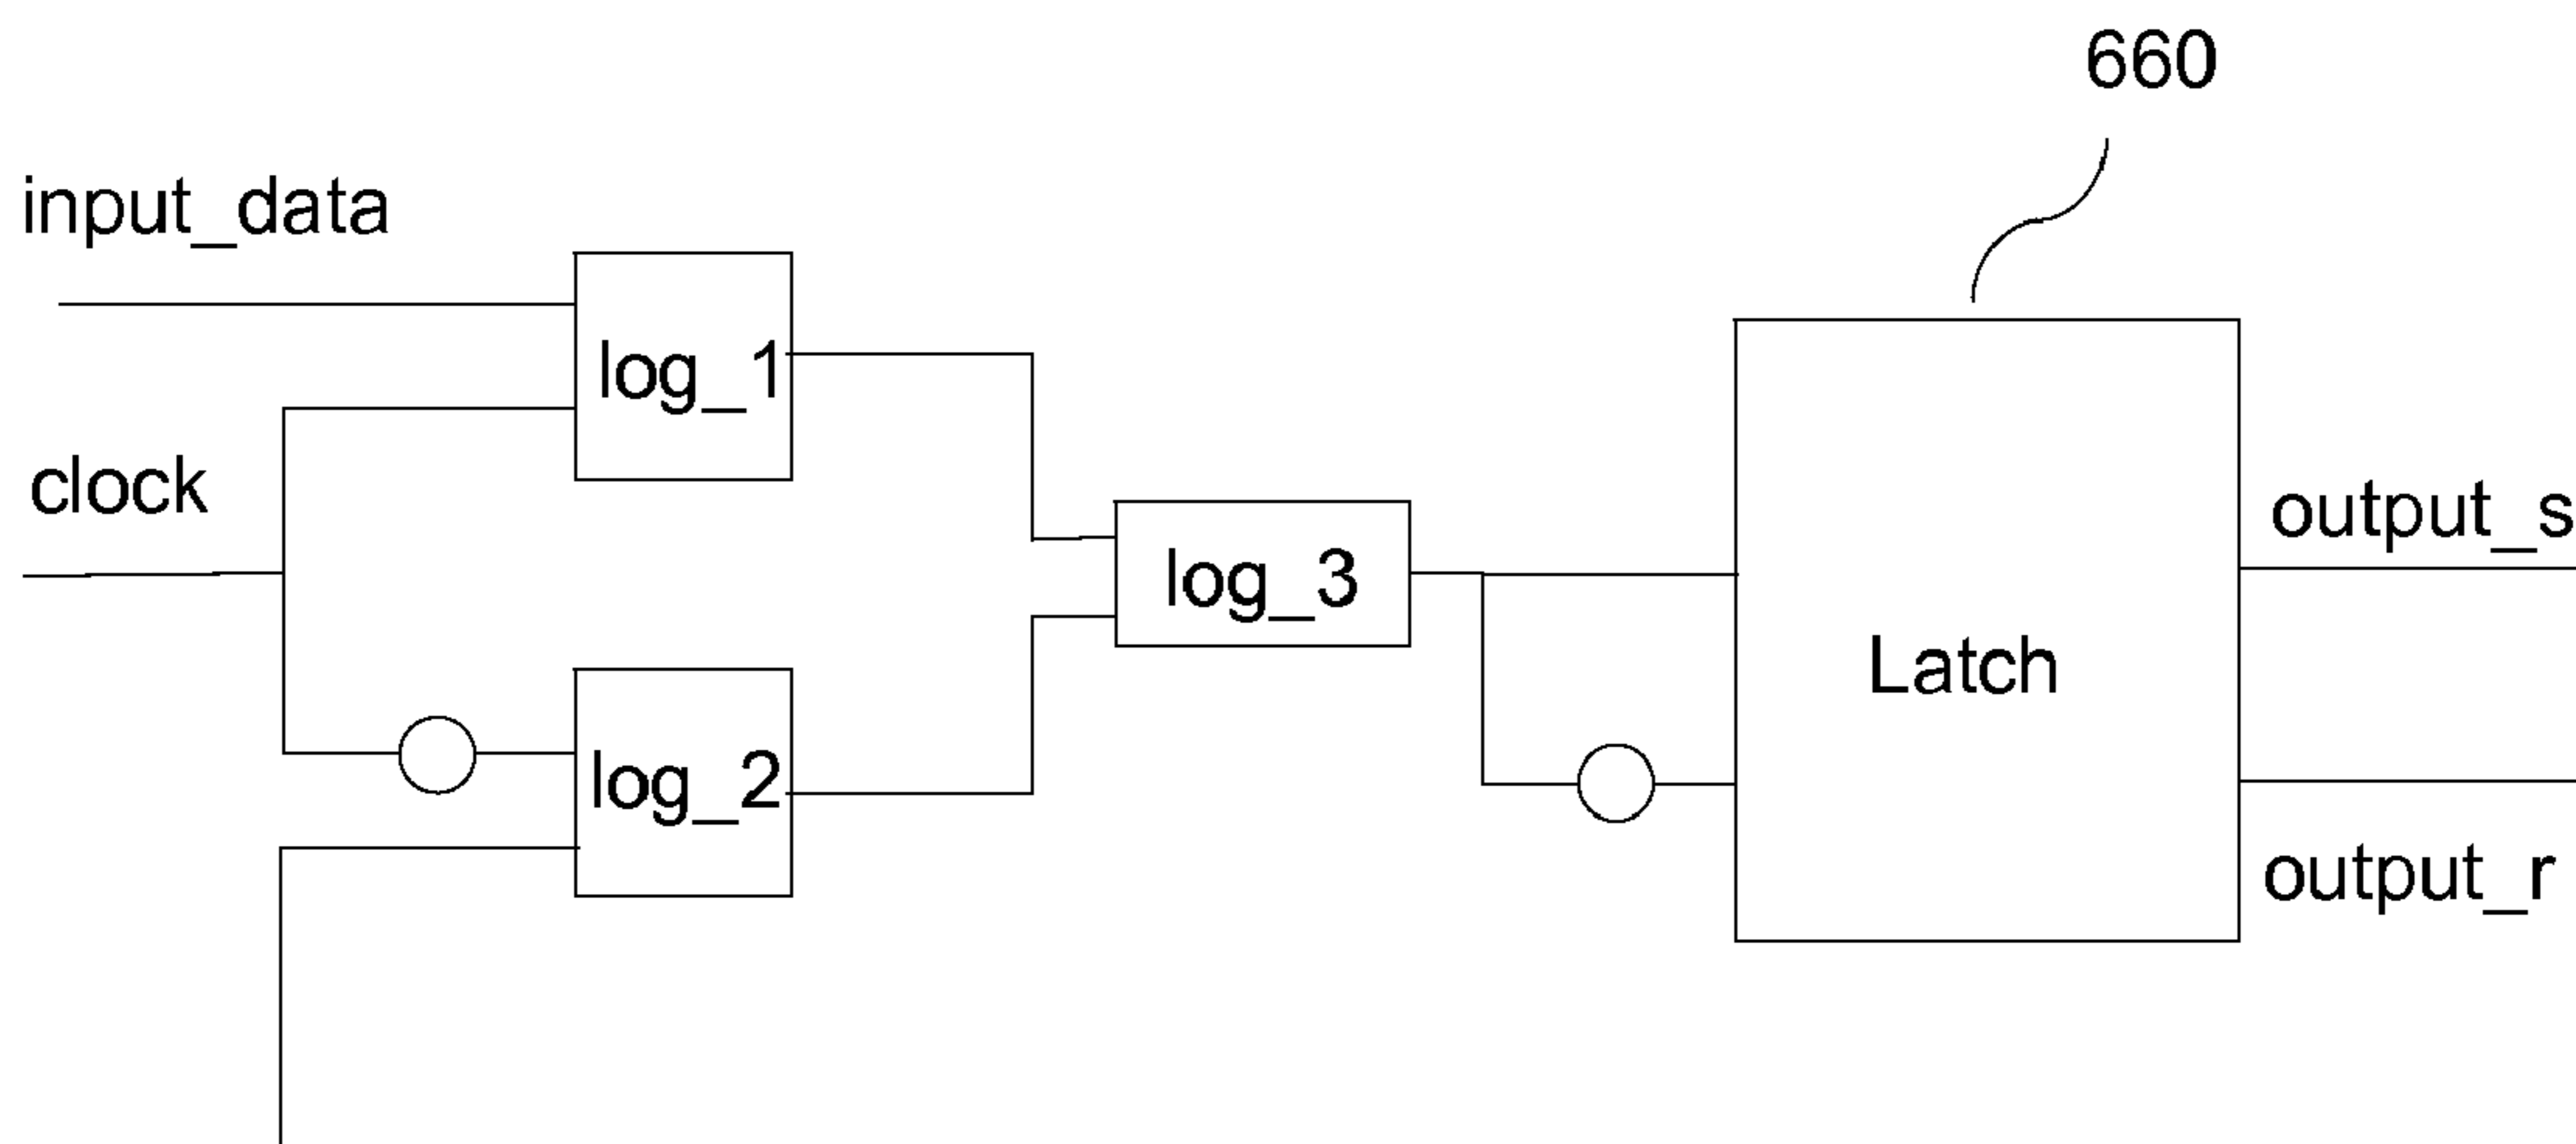 660
input_data
log_1
clock
output_s
log_3
Latch
log_2
output_r